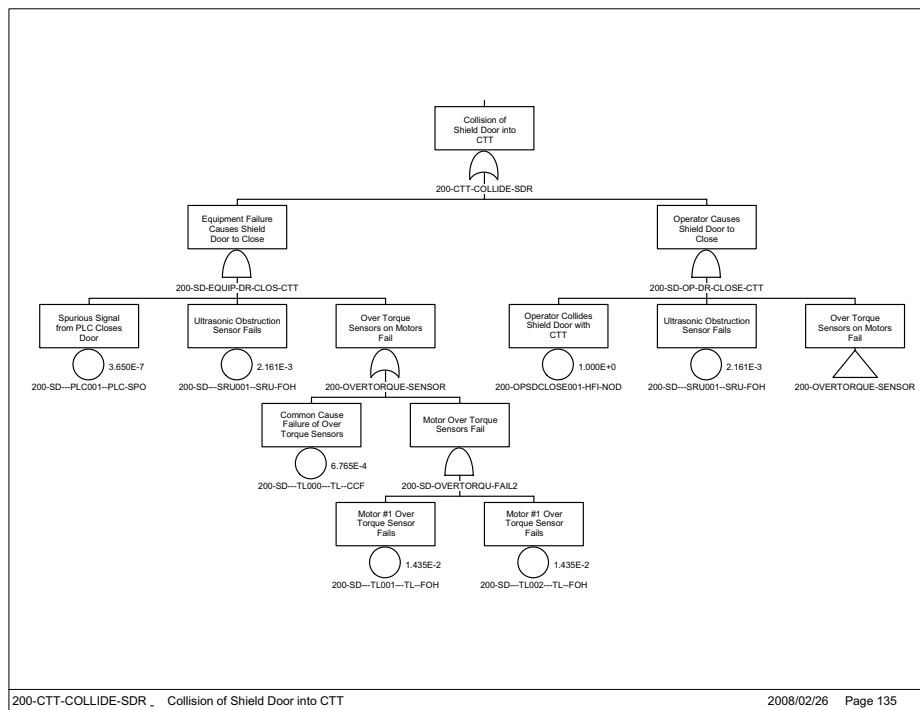 Collision of
Shield Door into
CTT
200-CTT-COLLIDE-SDR
Equipment Failure
Causes Shield
Door to Close
200-SD-EQUIP-DR-CLOS-CTT
Operator Causes
Shield Door to
Close
200-SD-OP-DR-CLOSE-CTT
Spurious Signal
from PLC Closes
Door
3.650E-7
200-SD---PLC001--PLC-SPO
Ultrasonic Obstruction
Sensor Fails
2.161E-3
200-SD---SRU001--SRU-FOH
Over Torque
Sensors on Motors
Fail
200-OVERTORQUE-SENSOR
Operator Collides
Shield Door with
CTT
1.000E+0
200-OPSDCLOSE001-HFI-NOD
Ultrasonic Obstruction
Sensor Fails
2.161E-3
200-SD---SRU001--SRU-FOH
Over Torque
Sensors on Motors
Fail
200-OVERTORQUE-SENSOR
Common Cause
Failure of Over
Torque Sensors
6.765E-4
200-SD---TL000---TL--CCF
Motor Over Torque
Sensors Fail
200-SD-OVERTORQU-FAIL2
Motor #1 Over
Torque Sensor
Fails
1.435E-2
200-SD---TL001---TL--FOH
Motor #1 Over
Torque Sensor
Fails
1.435E-2
200-SD---TL002---TL--FOH
200-CTT-COLLIDE-SDR _ Collision of Shield Door into CTT 2008/02/26 Page 135